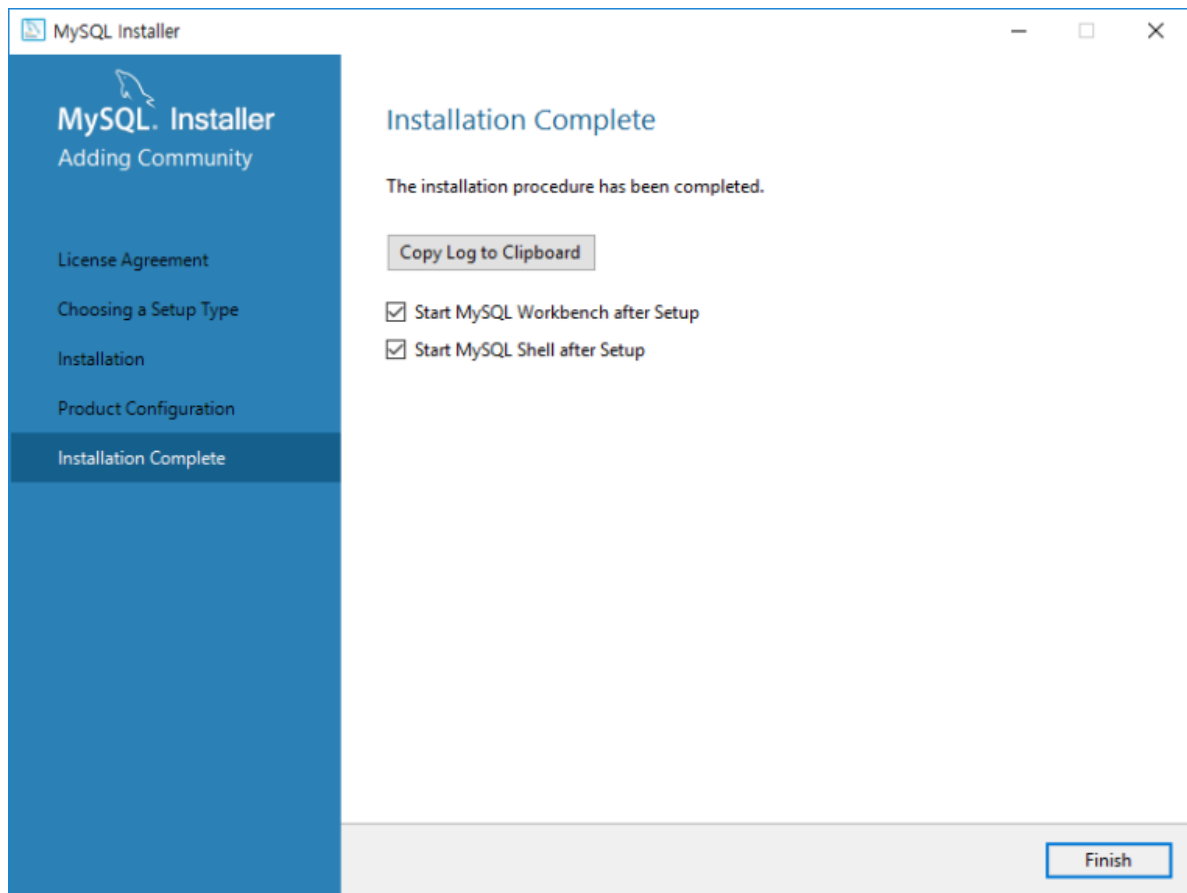 MySQL Installer
MySQL. Installer
Adding Community
License Agreement
Choosing a Setup Type
Installation
Product Configuration
Installation Complete
Installation Complete
The installation procedure has been completed.
Copy Log to Clipboard
Start MySQL Workbench after Setup
Start MySQL Shell after Setup
Finish